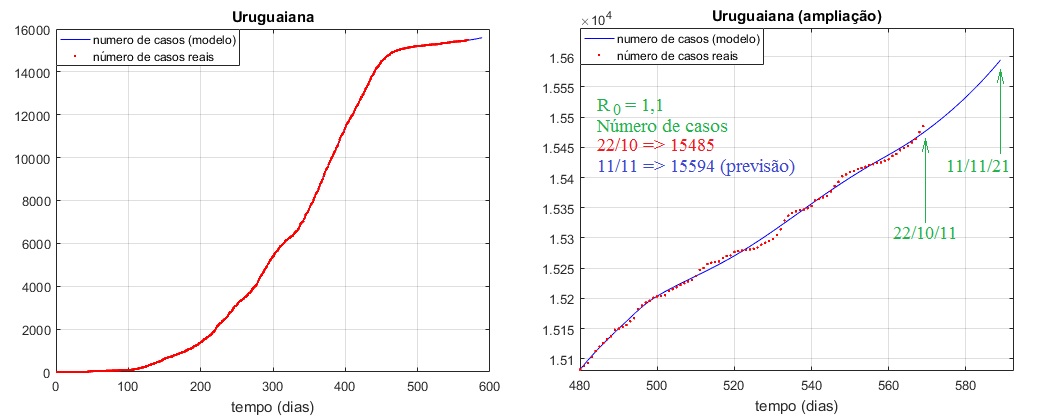 Uruguaiana
numero de casos (modelo)
número de casos reais
16000
14000
12000
10000
8000
6000
4000
2000
0
0 100 200 300 400 500 600
tempo (dias)
Uruguaiana (ampliação)
×10⁴
numero de casos (modelo)
número de casos reais
1.56
1.555
1.55
1.545
1.54
1.535
1.53
1.525
1.52
1.515
1.51
R₀ = 1,1
Número de casos
22/10 => 15485
11/11 => 15594 (previsão)
11/11/21
22/10/11
480 500 520 540 560 580
tempo (dias)